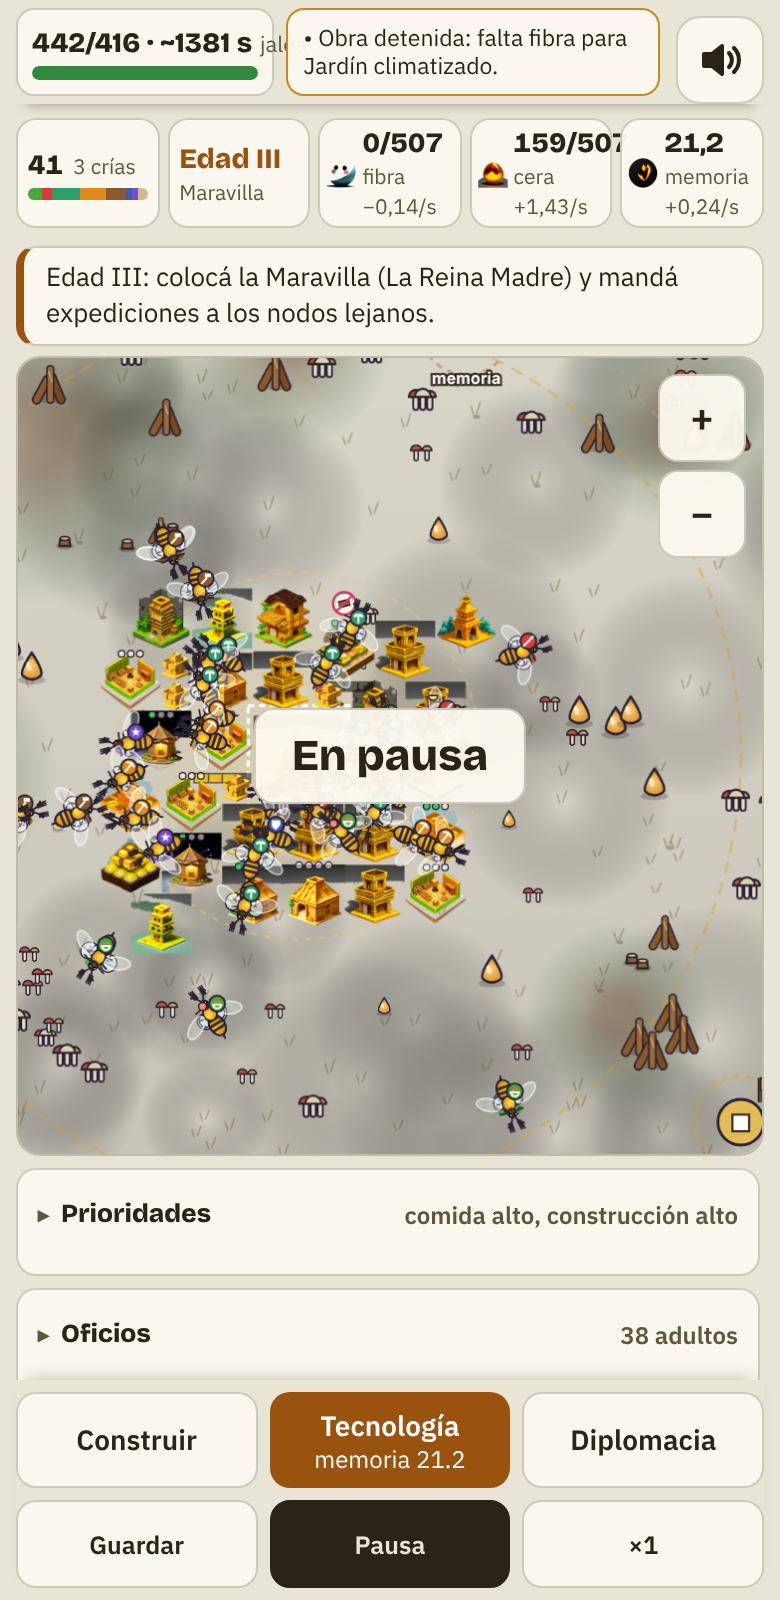 442/416 · ~1381 s
• Obra detenida: falta fibra para
Jardín climatizado.
41 3 crías
Edad III
Maravilla
0/507
fibra
−0,14/s
159/507
cera
+1,43/s
21,2
memoria
+0,24/s
Edad III: colocá la Maravilla (La Reina Madre) y mandá
expediciones a los nodos lejanos.
memoria
+
−
En pausa
▸ Prioridades
comida alto, construcción alto
▸ Oficios
38 adultos
Construir
Tecnología
memoria 21.2
Diplomacia
Guardar
Pausa
×1